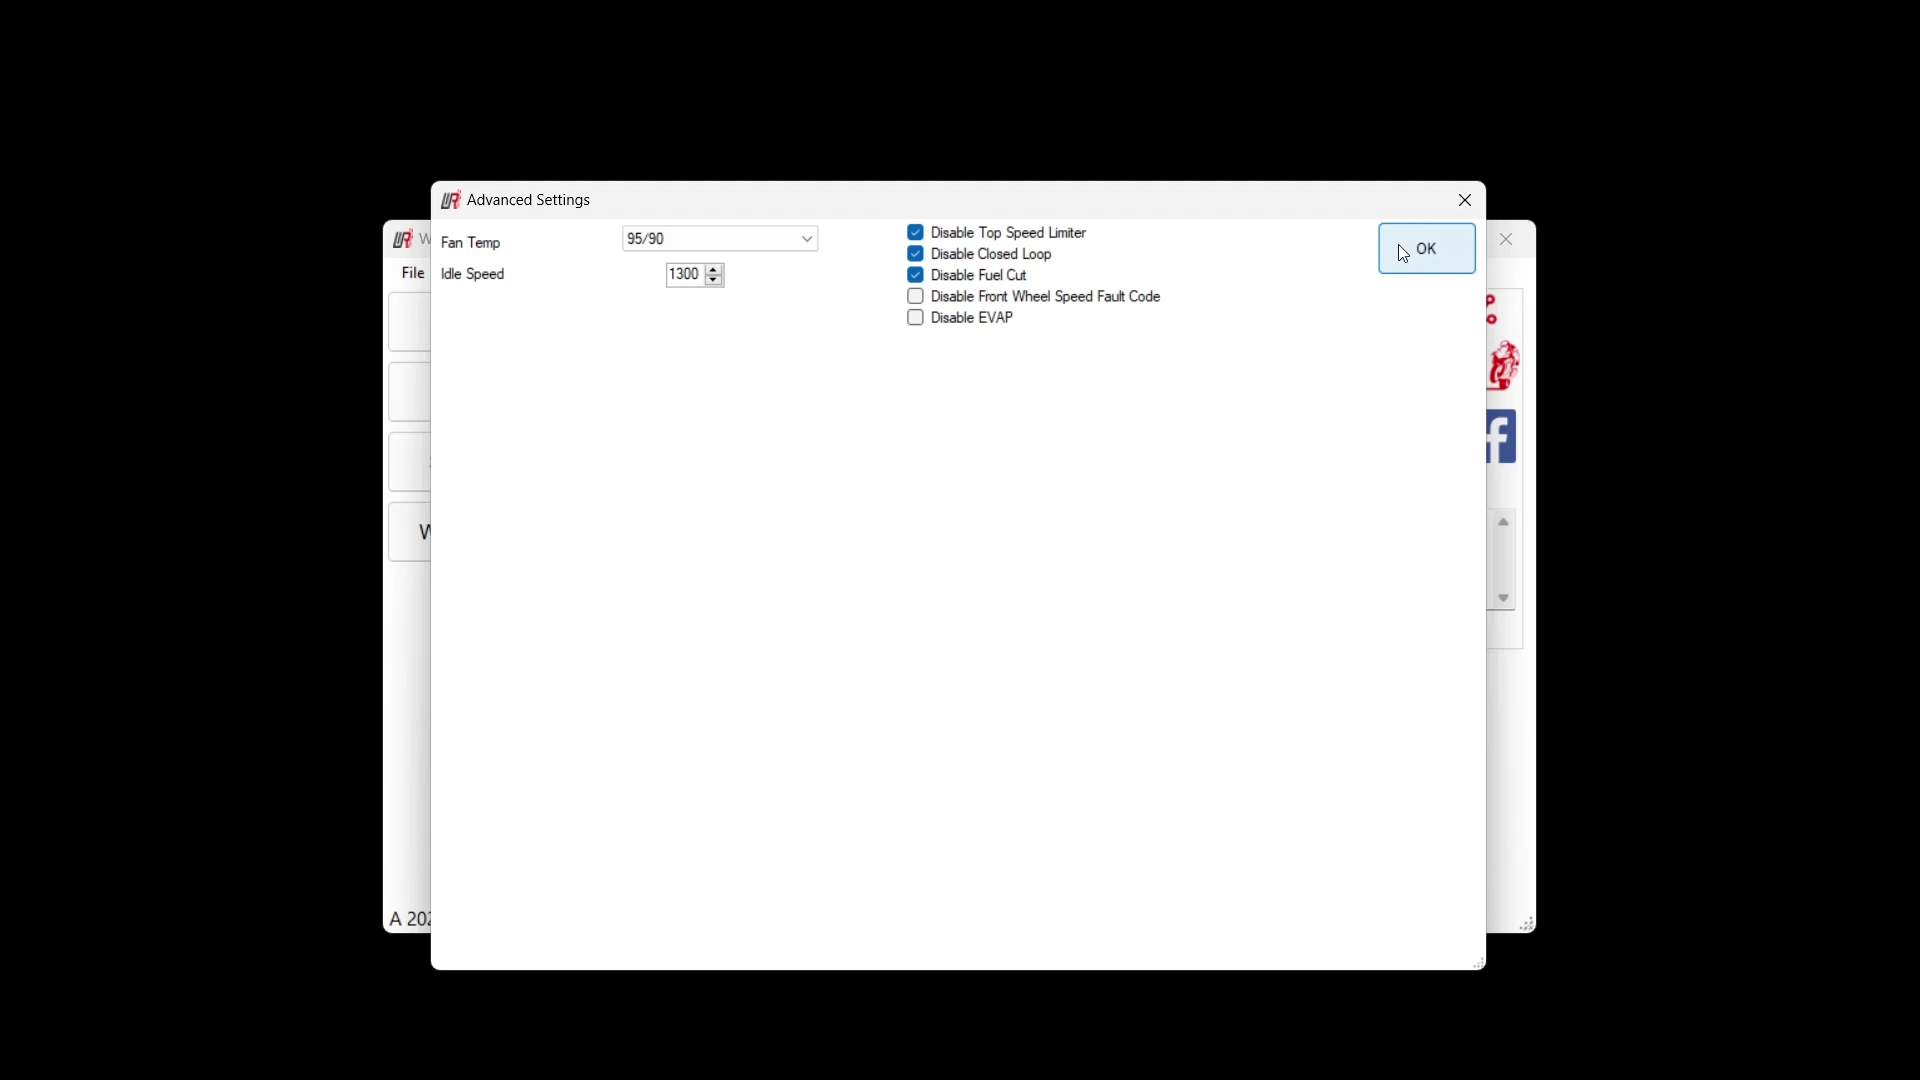 Advanced Settings
Fan Temp
95/90
Idle Speed
1300
Disable Top Speed Limiter
Disable Closed Loop
Disable Fuel Cut
Disable Front Wheel Speed Fault Code
Disable EVAP
OK
File
W
A 202